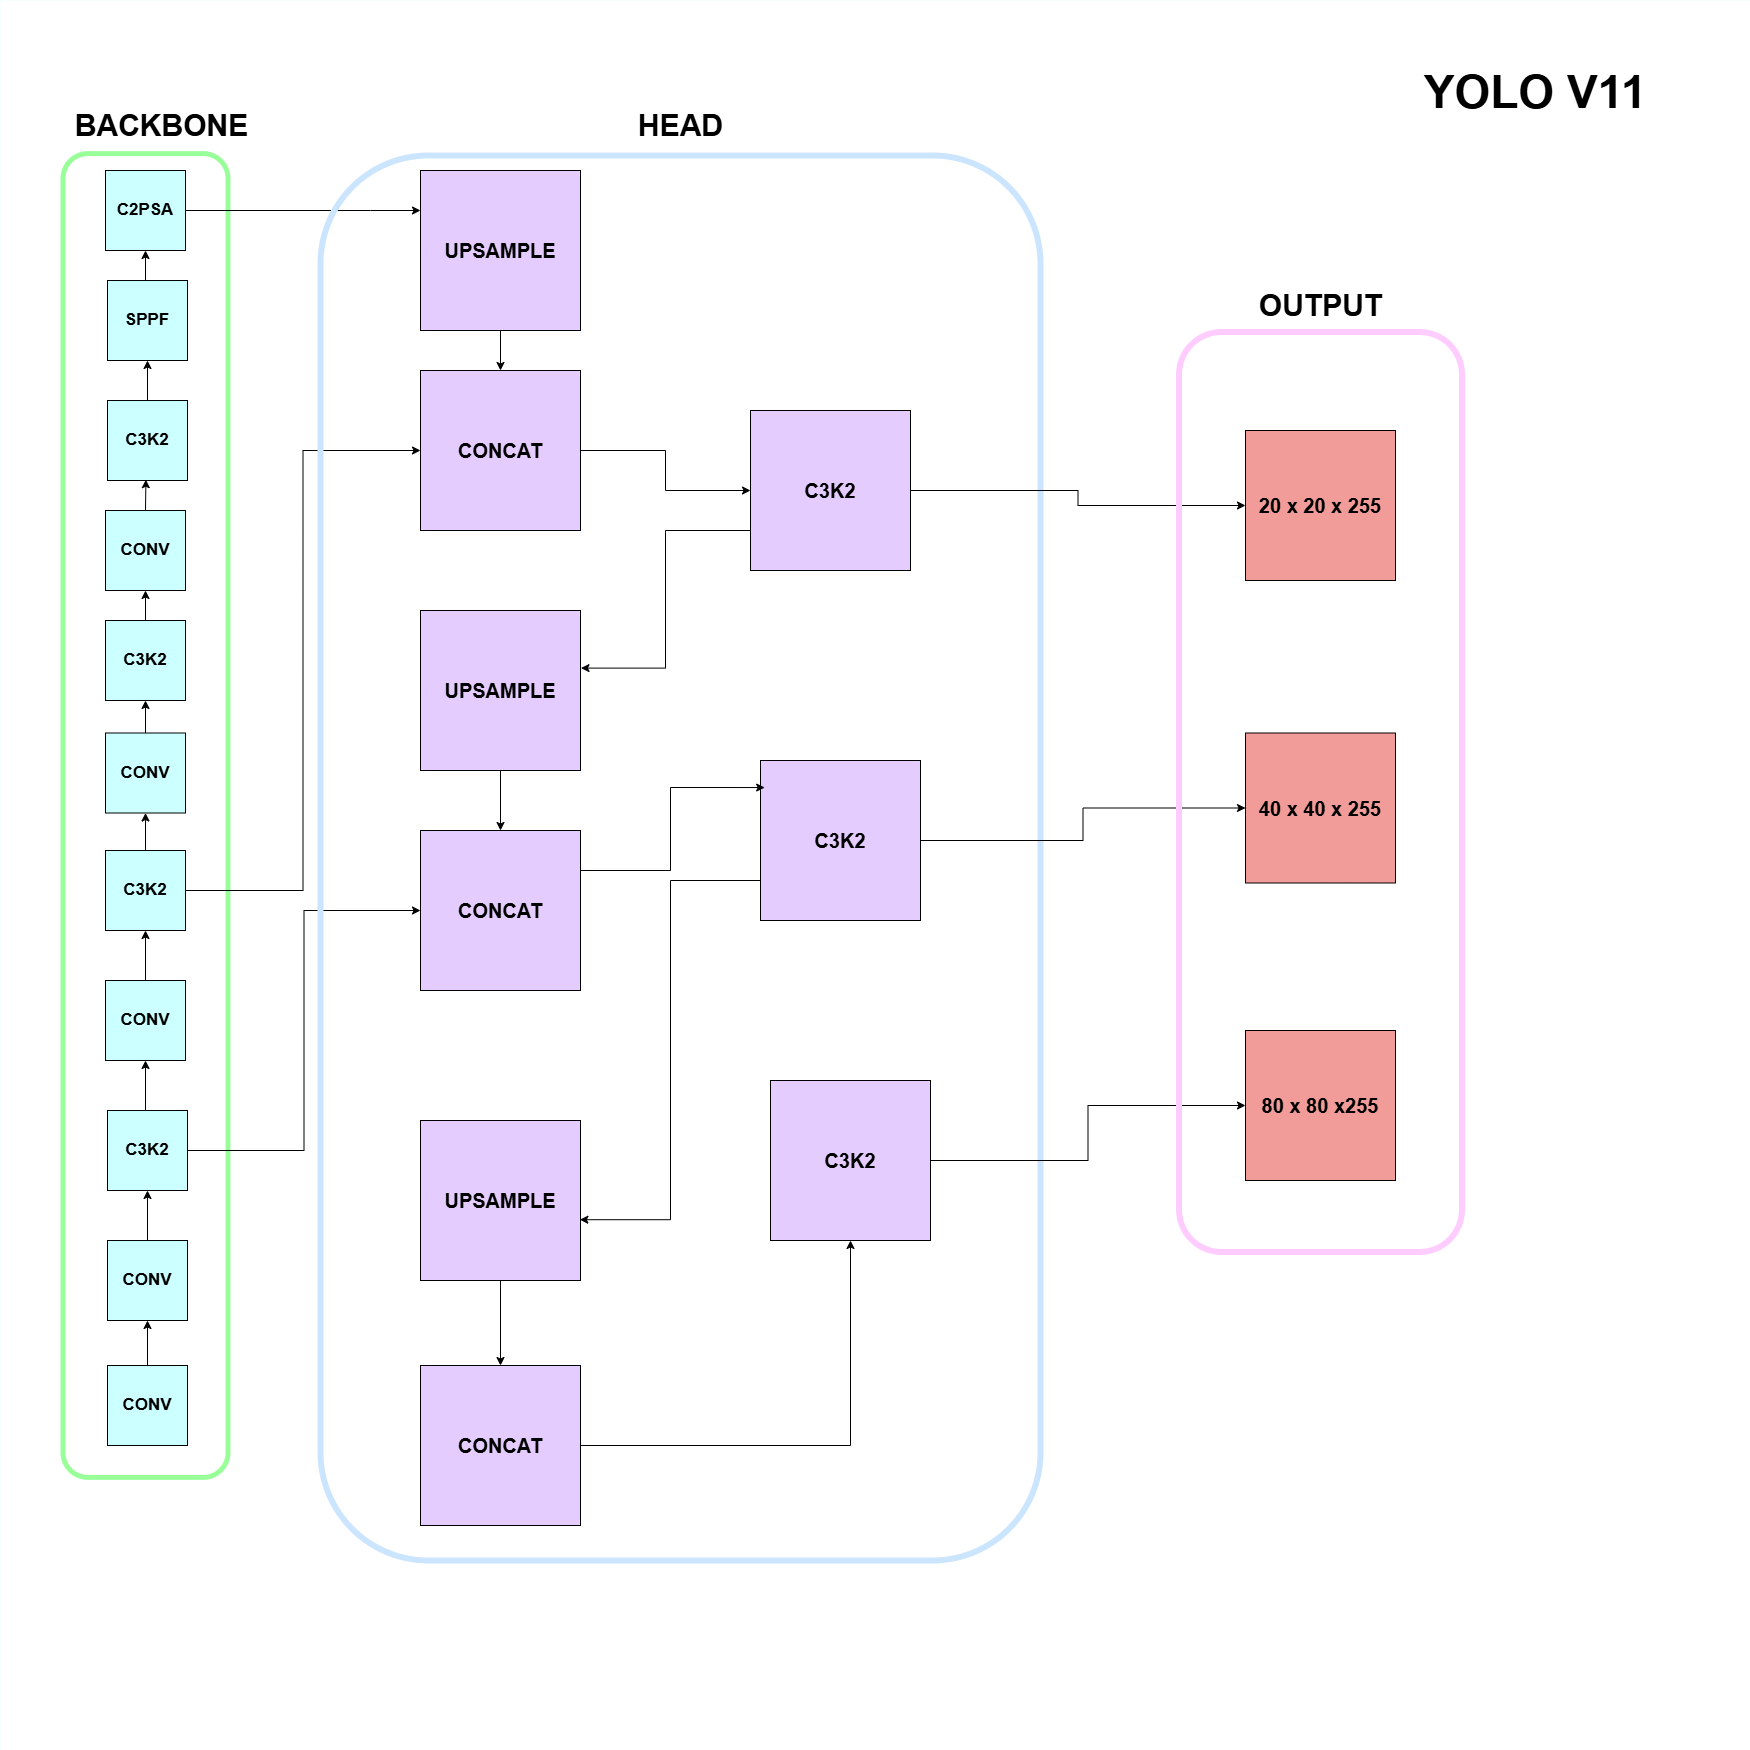 YOLO V11
BACKBONE
C2PSA
SPPF
C3K2
CONV
C3K2
CONV
C3K2
CONV
C3K2
CONV
CONV
HEAD
UPSAMPLE
CONCAT
C3K2
UPSAMPLE
CONCAT
C3K2
UPSAMPLE
CONCAT
C3K2
OUTPUT
20 x 20 x 255
40 x 40 x 255
80 x 80 x255